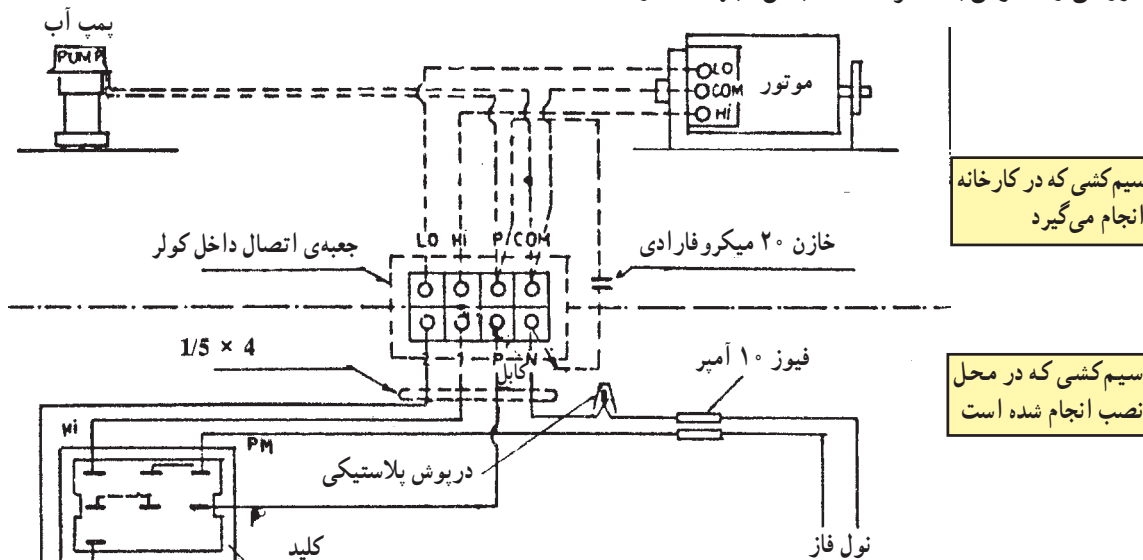 پمپ آب
PUMP
LO
COM
Hi
موتور
سیم‌کشی که در کارخانه
انجام می‌گیرد
LO Hi P COM
جعبه‌ی اتصال داخل کولر
خازن ۲۰ میکروفارادی
1/5 × 4
2 1 P N
کابل
فیوز ۱۰ آمپر
سیم‌کشی که در محل
نصب انجام شده است
Hi
PM
درپوش پلاستیکی
P
کلید
نول فاز